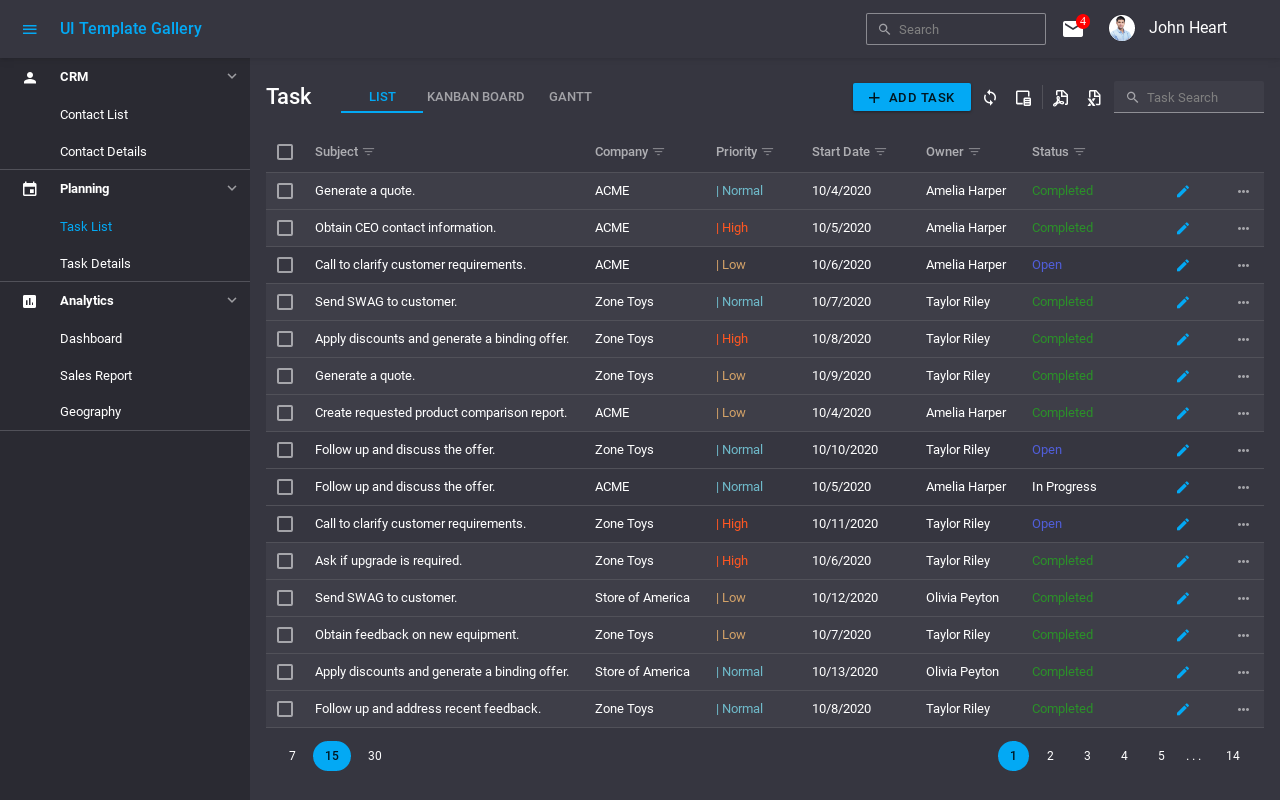 UI Template Gallery
Search
4
John Heart
CRM
Contact List
Contact Details
Planning
Task List
Task Details
Analytics
Dashboard
Sales Report
Geography
Task LIST KANBAN BOARD GANTT ADD TASK Task Search
Subject Company Priority Start Date Owner Status
Generate a quote. ACME | Normal 10/4/2020 Amelia Harper Completed
Obtain CEO contact information. ACME | High 10/5/2020 Amelia Harper Completed
Call to clarify customer requirements. ACME | Low 10/6/2020 Amelia Harper Open
Send SWAG to customer. Zone Toys | Normal 10/7/2020 Taylor Riley Completed
Apply discounts and generate a binding offer. Zone Toys | High 10/8/2020 Taylor Riley Completed
Generate a quote. Zone Toys | Low 10/9/2020 Taylor Riley Completed
Create requested product comparison report. ACME | Low 10/4/2020 Amelia Harper Completed
Follow up and discuss the offer. Zone Toys | Normal 10/10/2020 Taylor Riley Open
Follow up and discuss the offer. ACME | Normal 10/5/2020 Amelia Harper In Progress
Call to clarify customer requirements. Zone Toys | High 10/11/2020 Taylor Riley Open
Ask if upgrade is required. Zone Toys | High 10/6/2020 Taylor Riley Completed
Send SWAG to customer. Store of America | Low 10/12/2020 Olivia Peyton Completed
Obtain feedback on new equipment. Zone Toys | Low 10/7/2020 Taylor Riley Completed
Apply discounts and generate a binding offer. Store of America | Normal 10/13/2020 Olivia Peyton Completed
Follow up and address recent feedback. Zone Toys | Normal 10/8/2020 Taylor Riley Completed
7 15 30 1 2 3 4 5 . . . 14